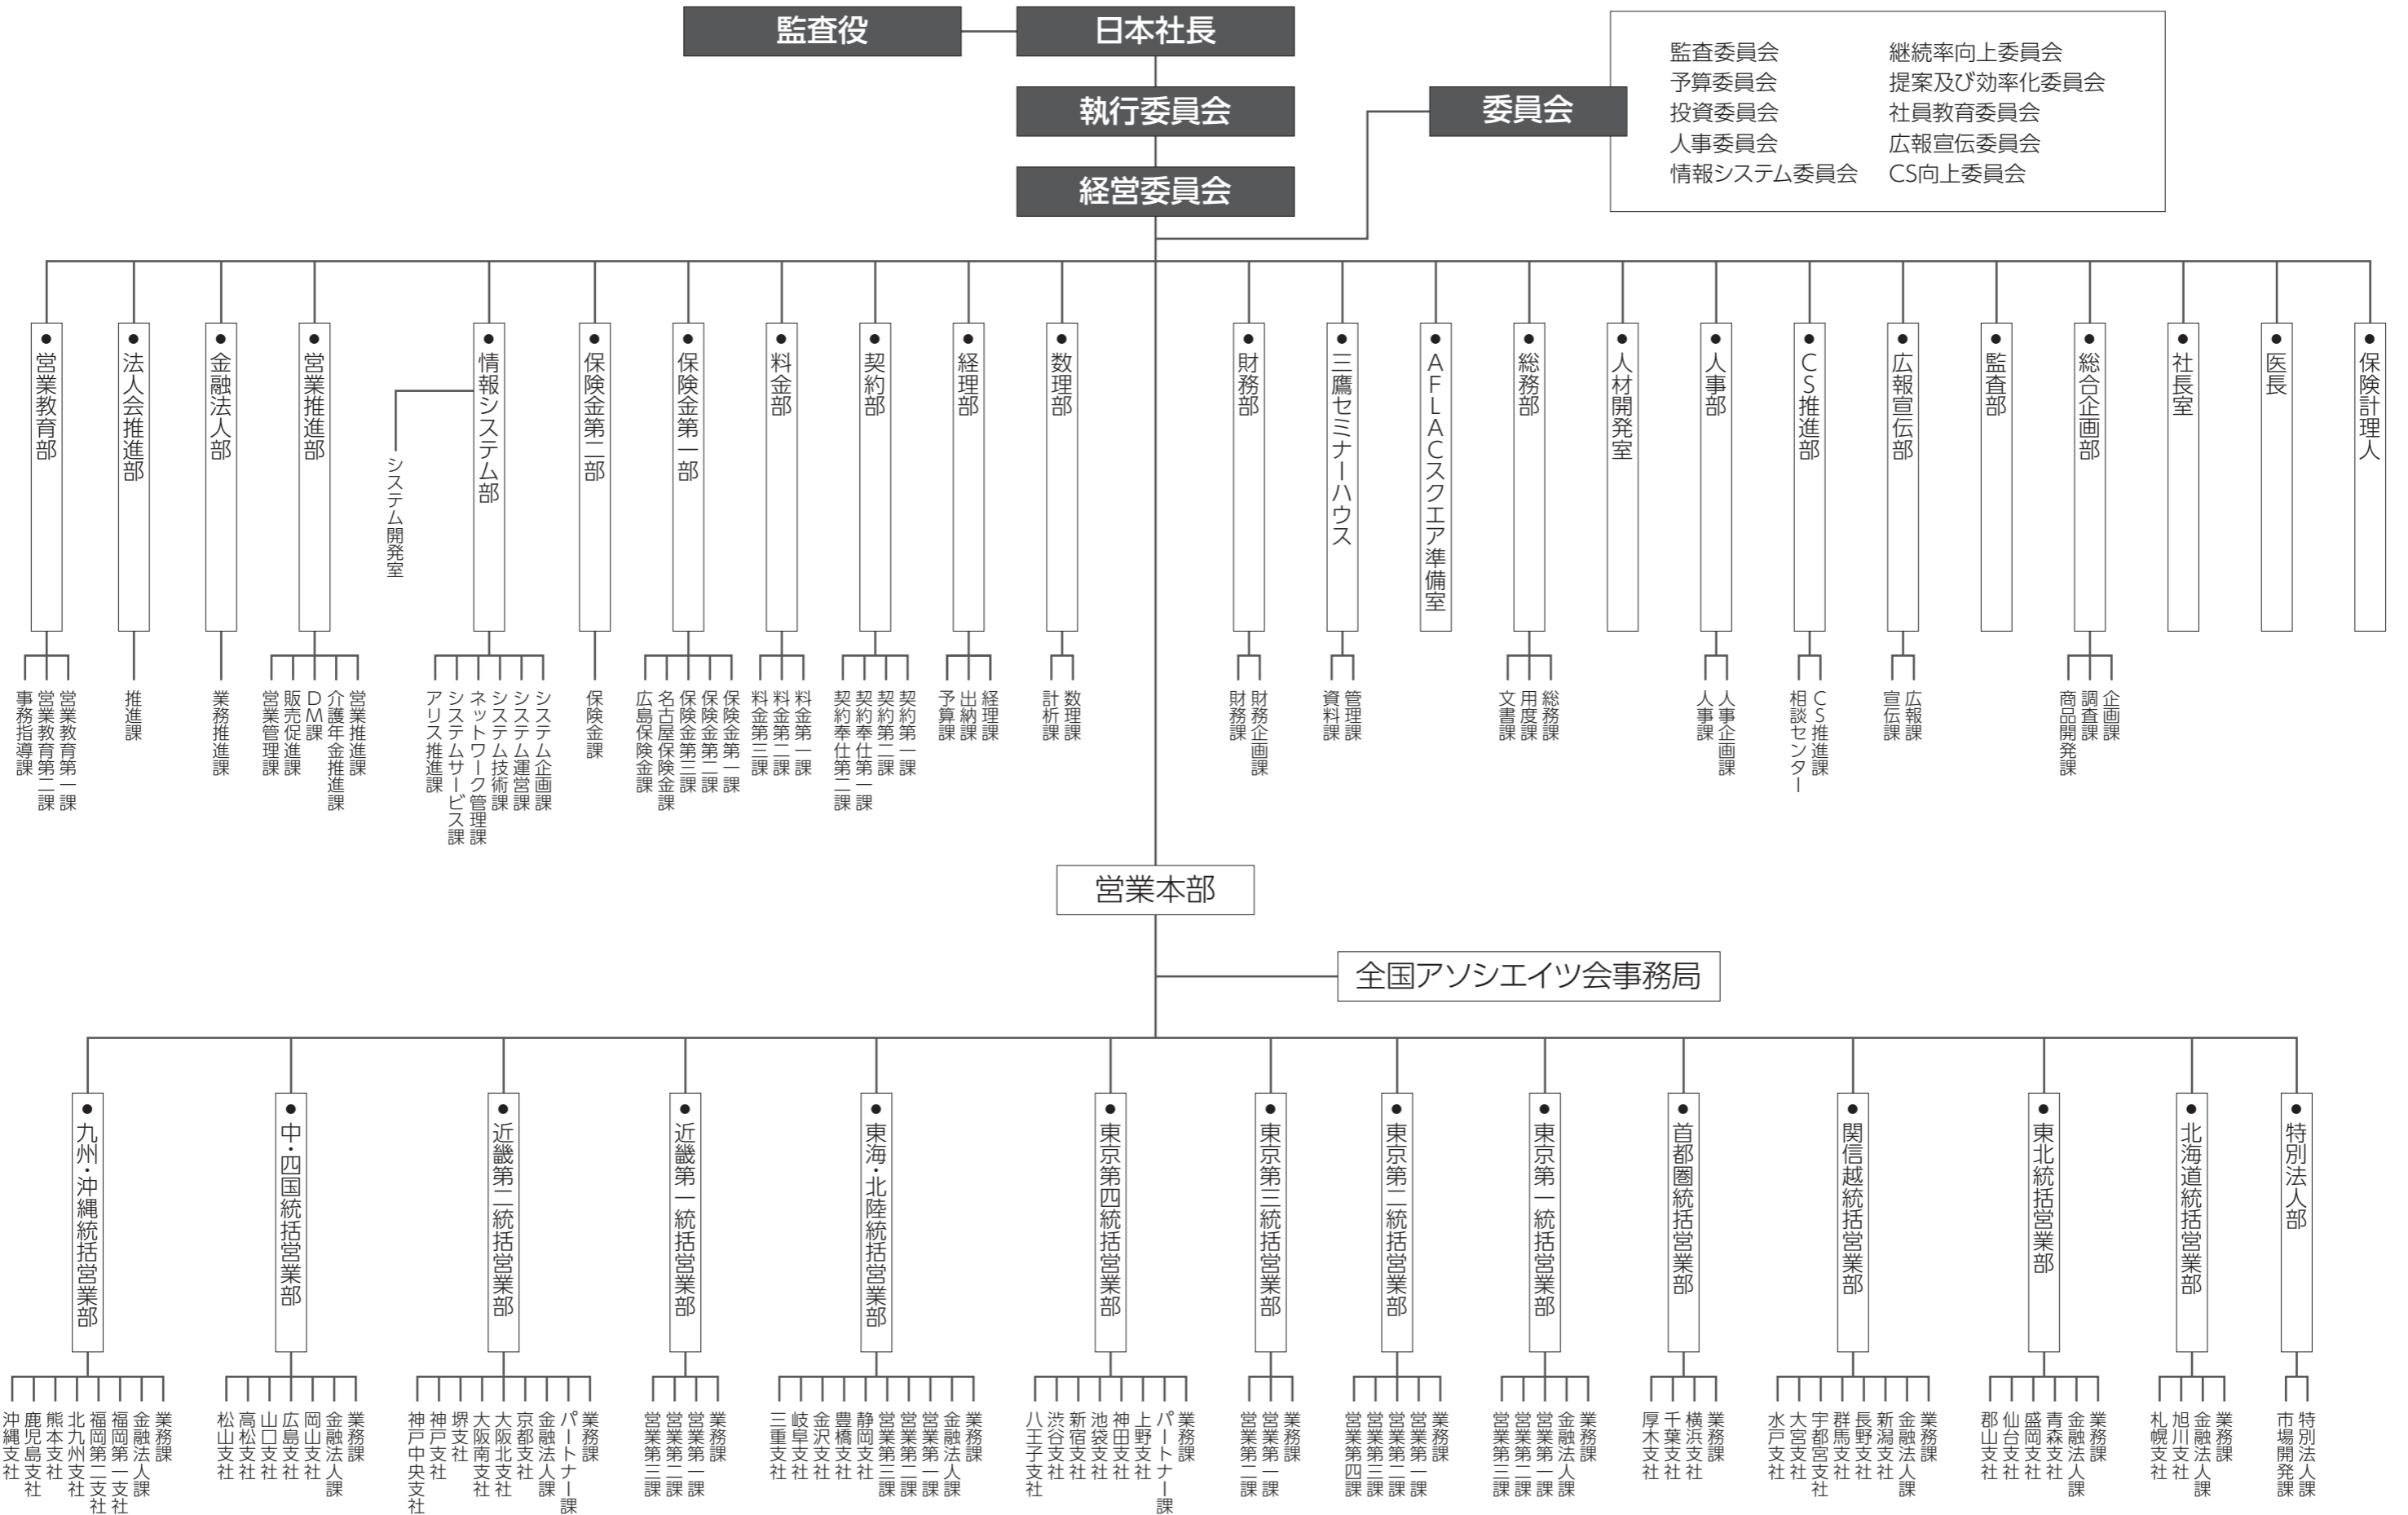 監査役
日本社長
執行委員会
経営委員会
委員会
監査委員会
予算委員会
投資委員会
人事委員会
情報システム委員会
継続率向上委員会
提案及び効率化委員会
社員教育委員会
広報宣伝委員会
CS向上委員会
●保険計理人
●医長
●社長室
●総合企画部
企画課
調査課
商品開発課
●監査部
●広報宣伝部
広報課
宣伝課
●CS推進部
CS推進課
相談センター
●人事部
人事企画課
人事課
●人材開発室
●総務部
総務課
用度課
文書課
●AFLACスクエア準備室
●三鷹セミナーハウス
管理課
資料課
●財務部
財務企画課
財務課
●数理部
数理課
計析課
●経理部
経理課
出納課
予算課
●契約部
契約第一課
契約第二課
契約奉仕第一課
契約奉仕第二課
●料金部
料金第一課
料金第二課
料金第三課
●保険金第一部
保険金第一課
保険金第二課
保険金第三課
名古屋保険金課
広島保険金課
●保険金第二部
保険金課
●情報システム部
システム開発室
システム企画課
システム運営課
システム技術課
ネットワーク管理課
システムサービス課
アリス推進課
●営業推進部
営業推進課
介護年金推進課
DM課
販売促進課
営業管理課
●金融法人部
業務推進課
●法人会推進部
推進課
●営業教育部
営業教育第一課
営業教育第二課
事務指導課
営業本部
全国アソシエイツ会事務局
●特別法人部
特別法人課
市場開発課
●北海道統括営業部
業務課
金融法人課
旭川支社
札幌支社
●東北統括営業部
業務課
金融法人課
青森支社
盛岡支社
仙台支社
郡山支社
●関信越統括営業部
業務課
金融法人課
新潟支社
長野支社
群馬支社
宇都宮支社
大宮支社
水戸支社
●首都圏統括営業部
業務課
横浜支社
千葉支社
厚木支社
●東京第一統括営業部
業務課
金融法人課
営業第一課
営業第二課
営業第三課
●東京第二統括営業部
業務課
営業第一課
営業第二課
営業第三課
営業第四課
●東京第三統括営業部
業務課
営業第一課
営業第二課
●東京第四統括営業部
業務課
パートナー課
上野支社
神田支社
池袋支社
新宿支社
渋谷支社
八王子支社
●東海・北陸統括営業部
業務課
金融法人課
営業第一課
営業第二課
営業第三課
静岡支社
豊橋支社
金沢支社
岐阜支社
三重支社
●近畿第一統括営業部
業務課
営業第一課
営業第二課
営業第三課
●近畿第二統括営業部
業務課
パートナー課
金融法人課
京都支社
大阪北支社
大阪南支社
堺支社
神戸支社
神戸中央支社
●中・四国統括営業部
業務課
金融法人課
岡山支社
広島支社
山口支社
高松支社
松山支社
●九州・沖縄統括営業部
業務課
金融法人課
福岡第一支社
福岡第二支社
北九州支社
熊本支社
鹿児島支社
沖縄支社